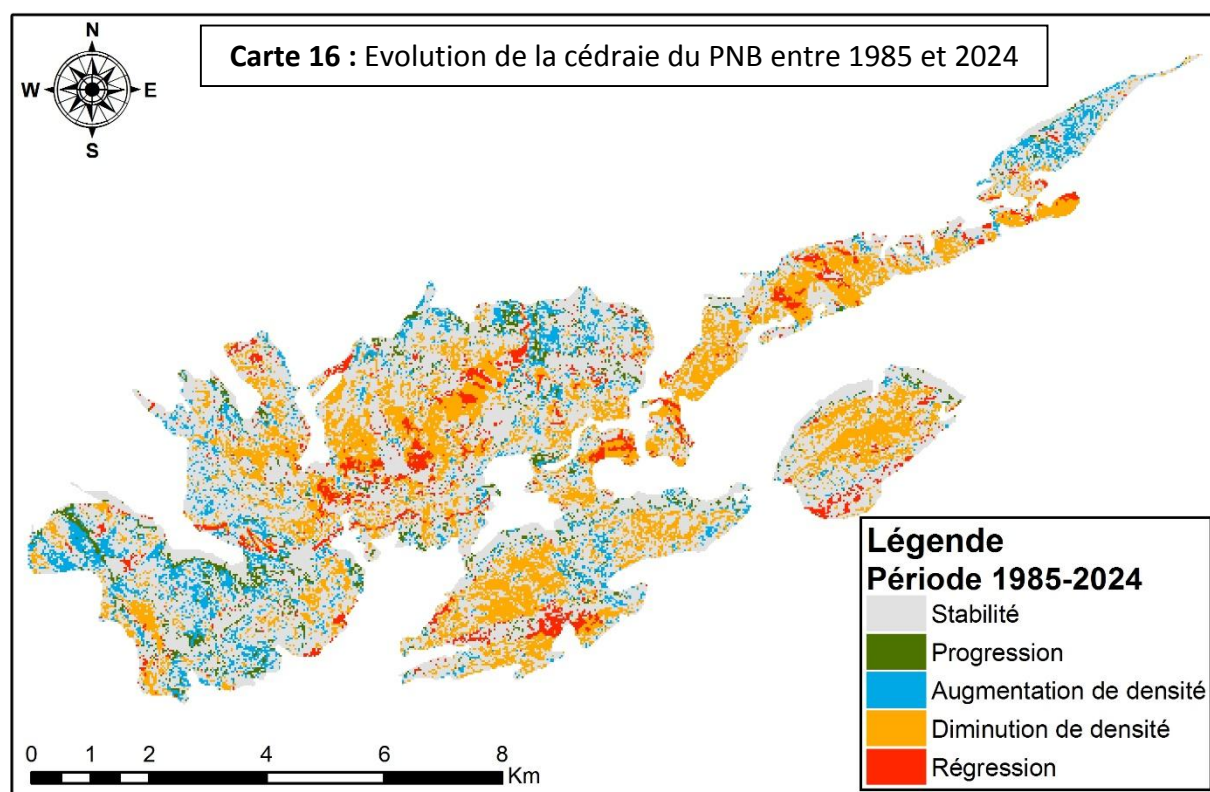 N
W E
S
Carte 16 : Evolution de la cédraie du PNB entre 1985 et 2024
Légende
Période 1985-2024
Stabilité
Progression
Augmentation de densité
Diminution de densité
Régression
0 1 2 4 6 8
Km